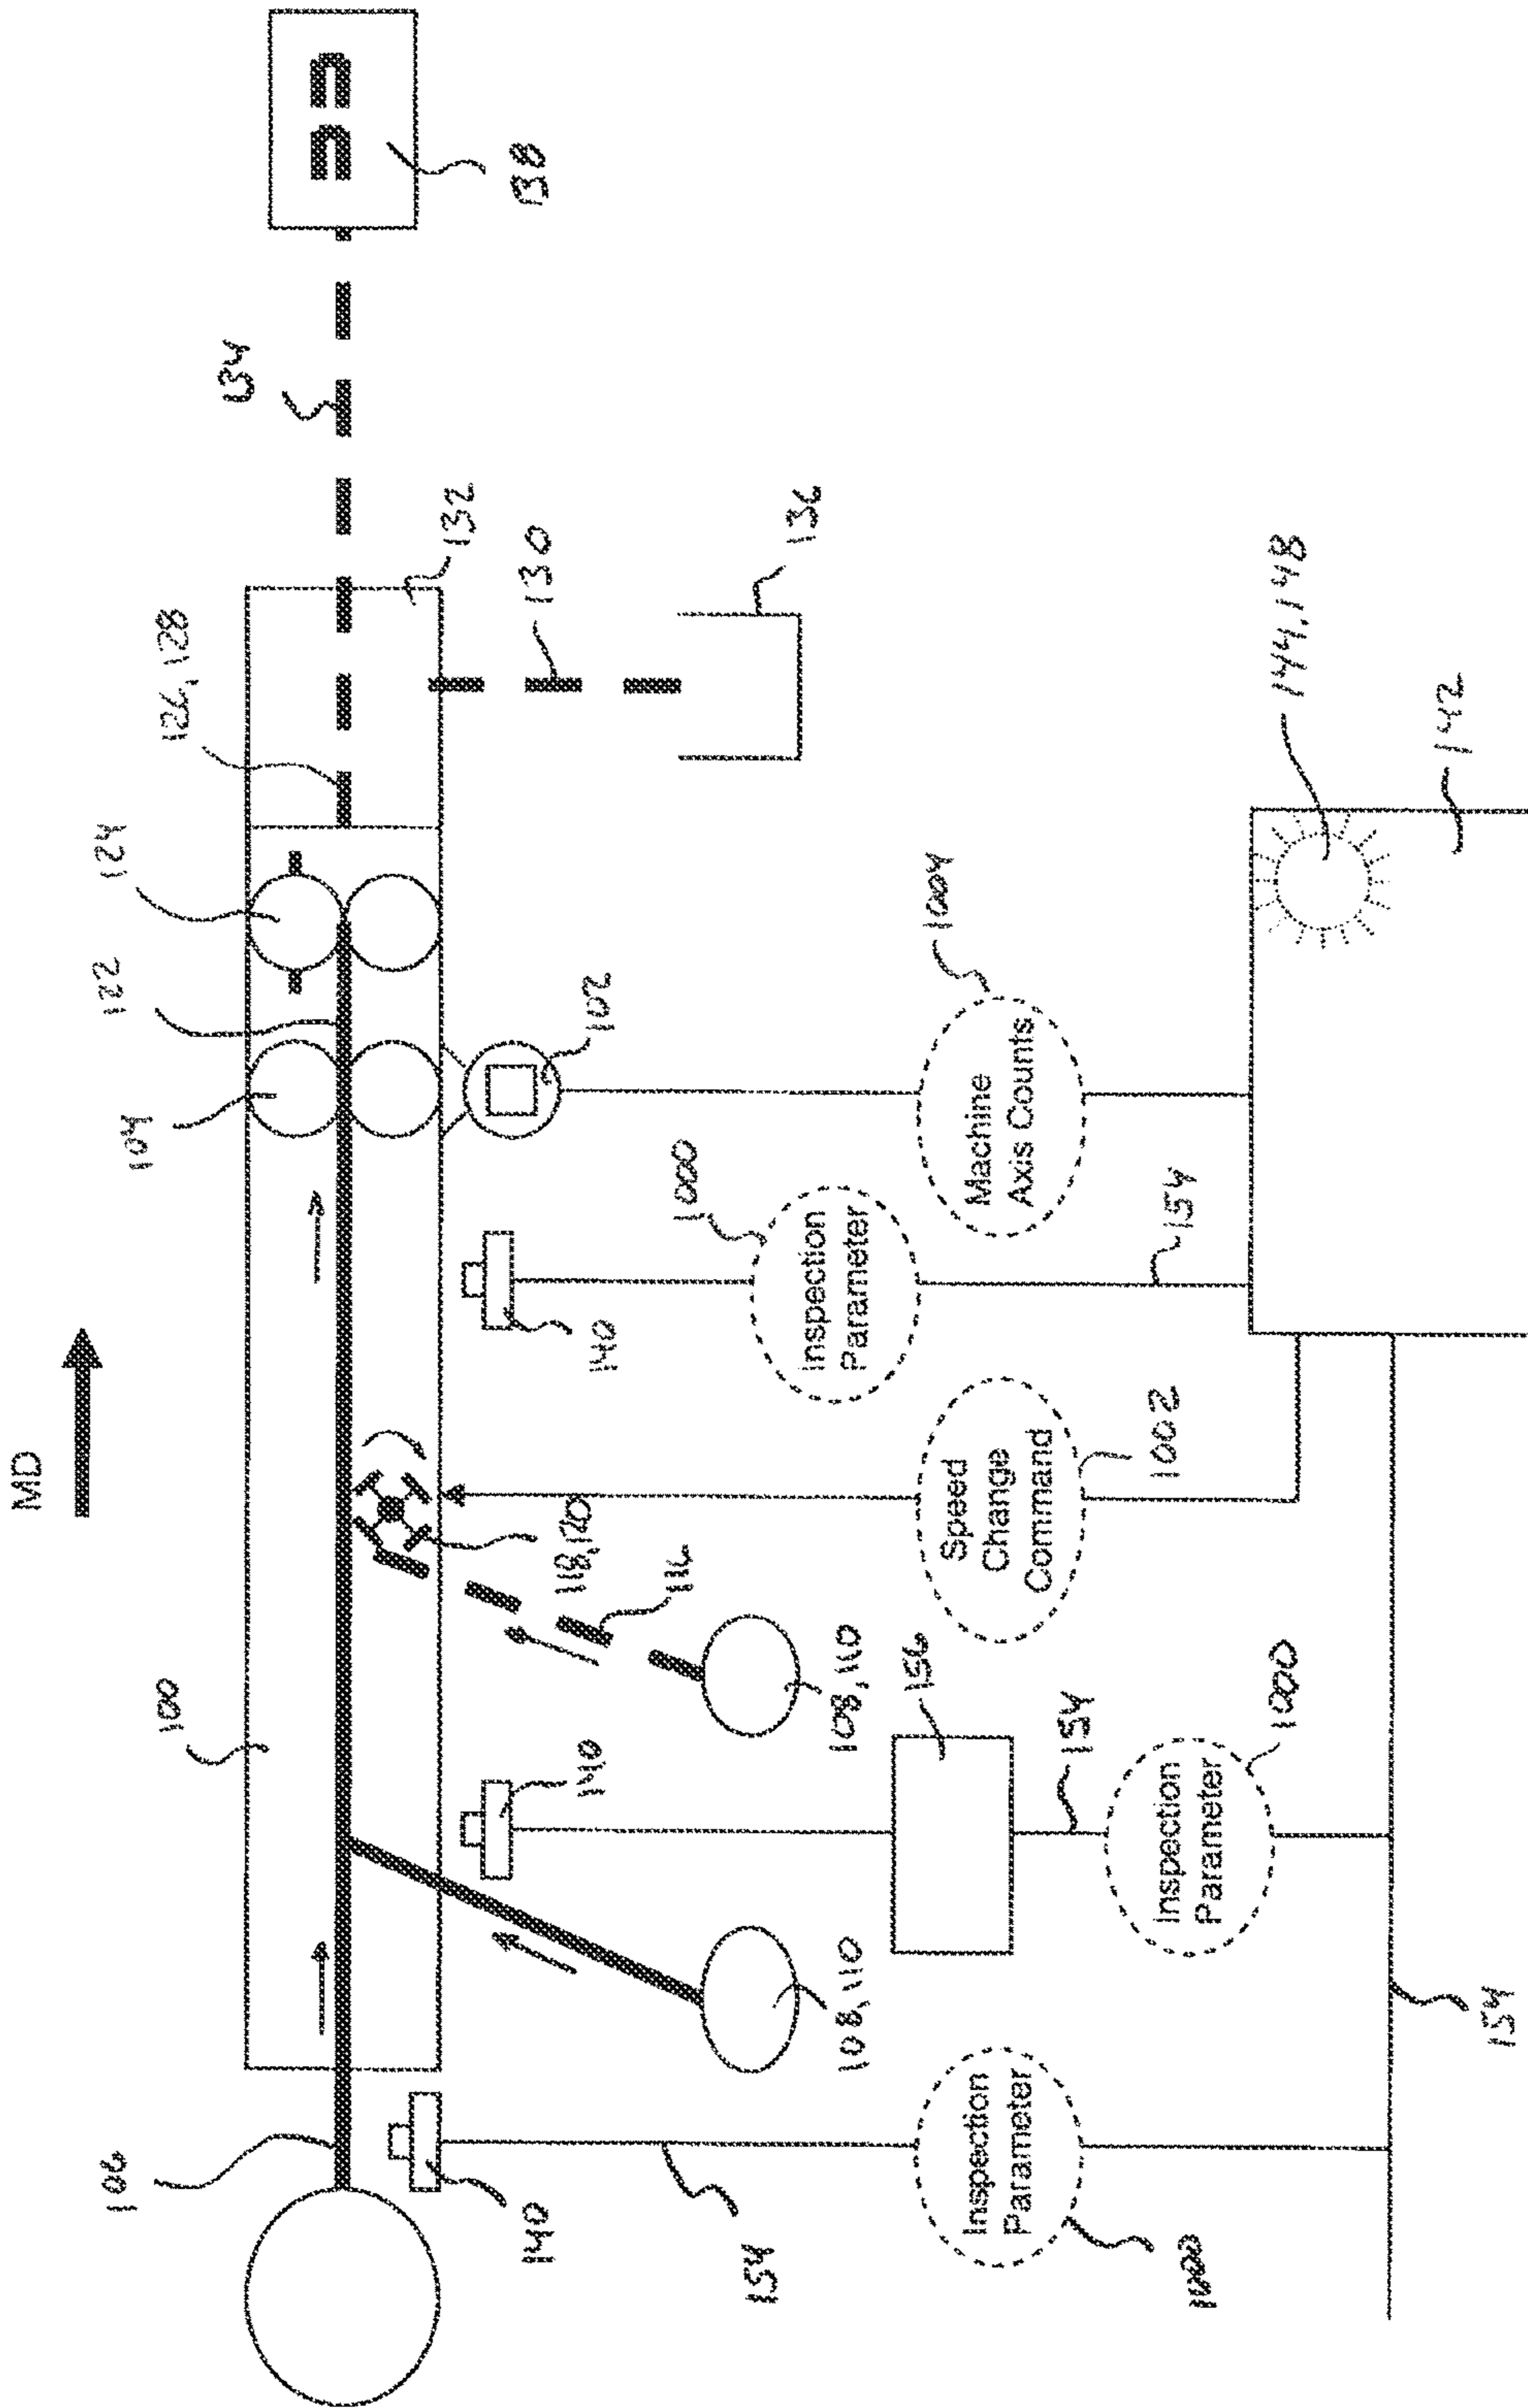 MD
106
100
104
122
124
126, 128
132
134
138
140
140
118, 120
116
140
102
130
136
108, 110
108, 110
154
156
1000
1004
Inspection
Parameter
1000
154
Inspection
Parameter
1000
Speed
Change
Command
1002
Inspection
Parameter
154
Machine
Axis Counts
144, 148
142
154